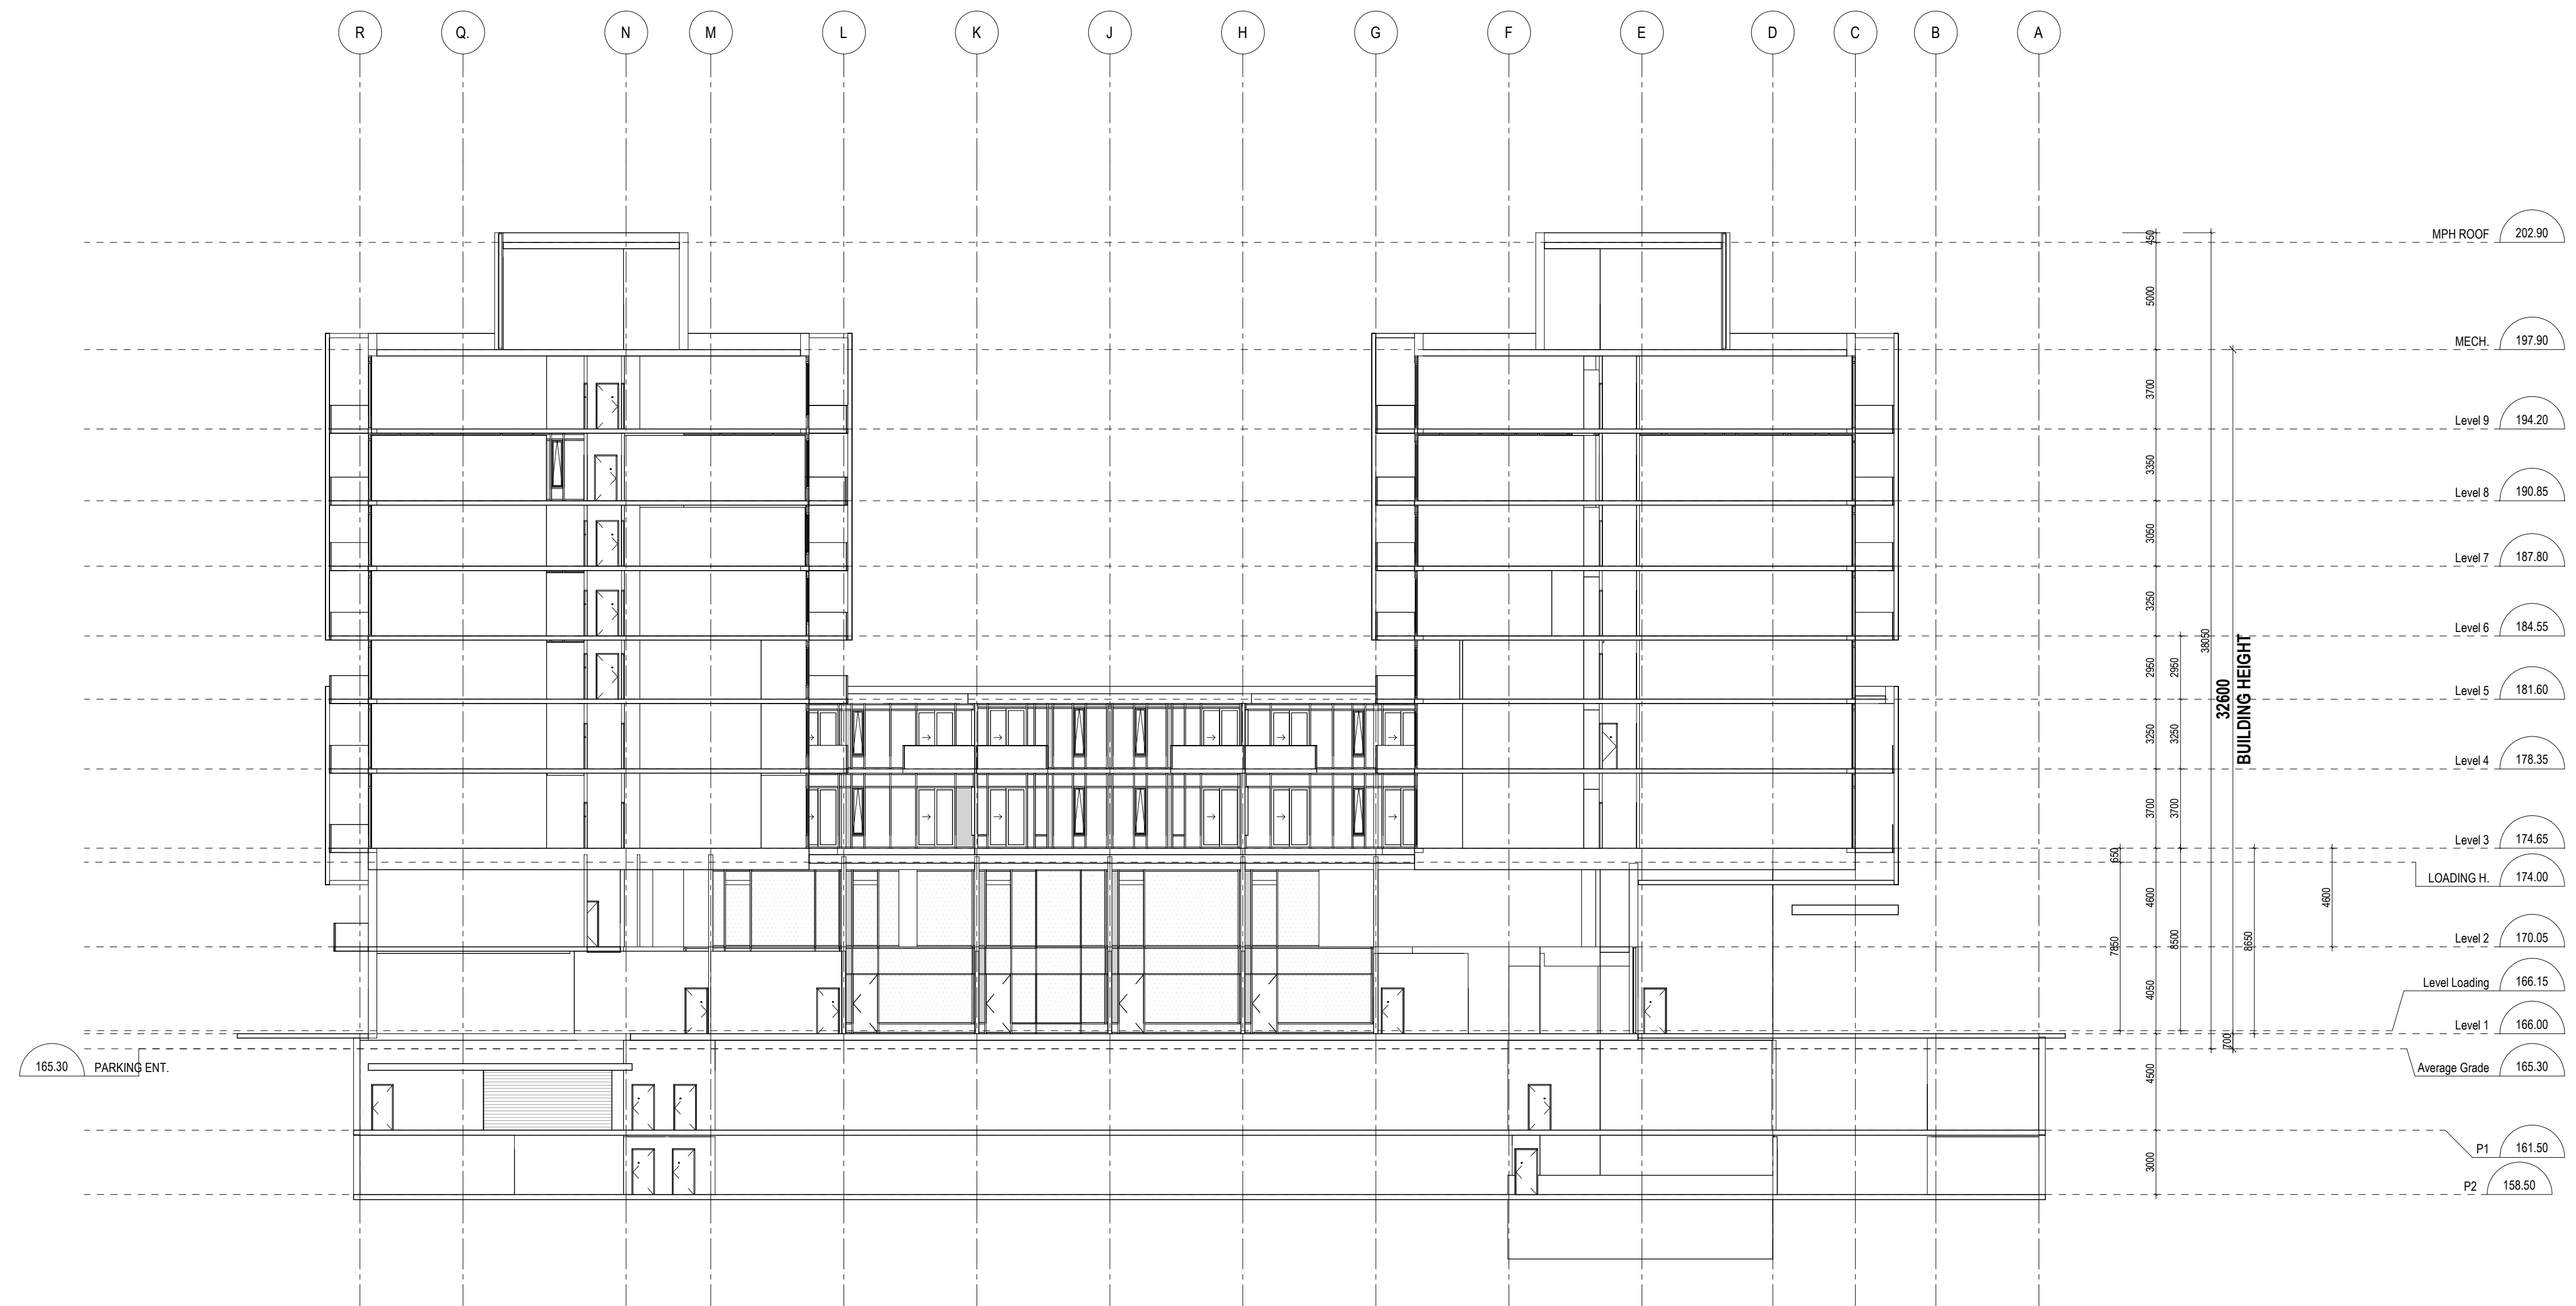 R Q. N M L K J H G F E D C B A
MPH ROOF 202.90
450
5000
MECH. 197.90
3700
Level 9 194.20
3350
Level 8 190.85
3050
Level 7 187.80
3250
Level 6 184.55
38050
2950 2950
32600
BUILDING HEIGHT
Level 5 181.60
3250 3250
Level 4 178.35
3700 3700
Level 3 174.65
650
LOADING H. 174.00
4600 4600
Level 2 170.05
7850 8500 8650
Level Loading 166.15
4050
Level 1 166.00
700
165.30 PARKING ENT.
Average Grade 165.30
4500
P1 161.50
3000
P2 158.50